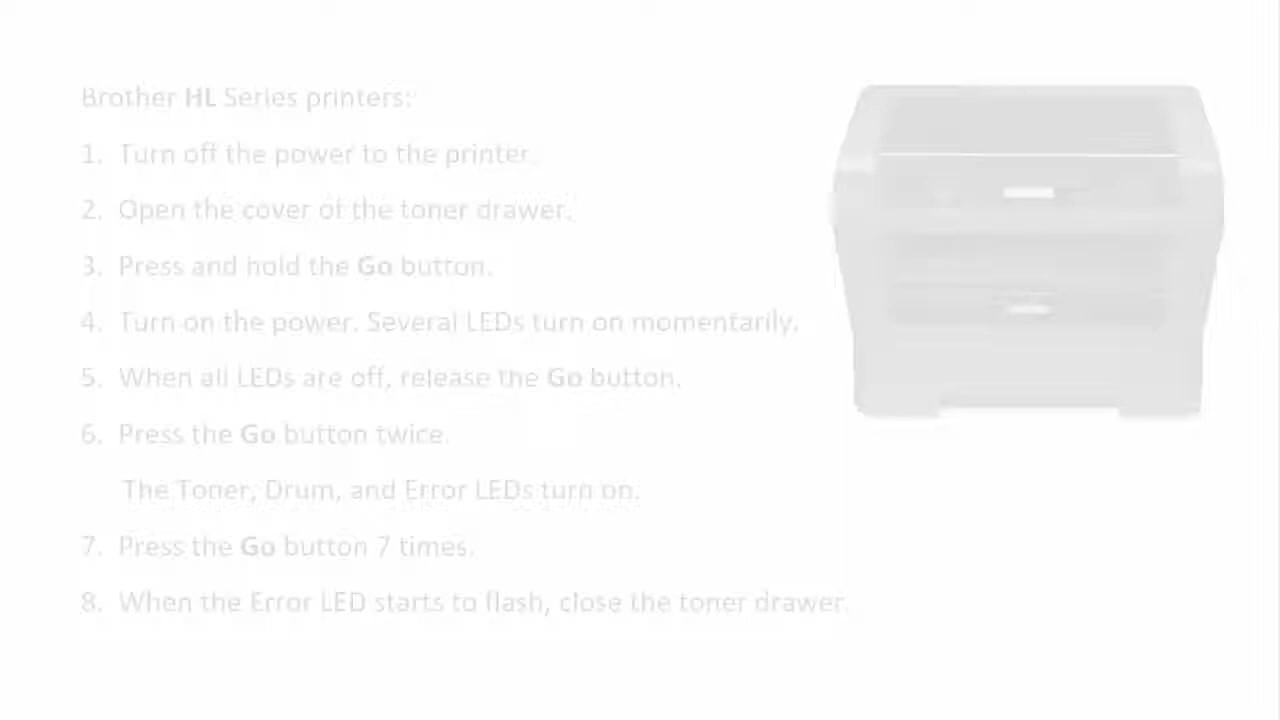 Brother HL Series printers:
1. Turn off the power to the printer.
2. Open the cover of the toner drawer.
3. Press and hold the Go button.
4. Turn on the power. Several LEDs turn on momentarily.
5. When all LEDs are off, release the Go button.
6. Press the Go button twice.
The Toner, Drum, and Error LEDs turn on.
7. Press the Go button 7 times.
8. When the Error LED starts to flash, close the toner drawer.